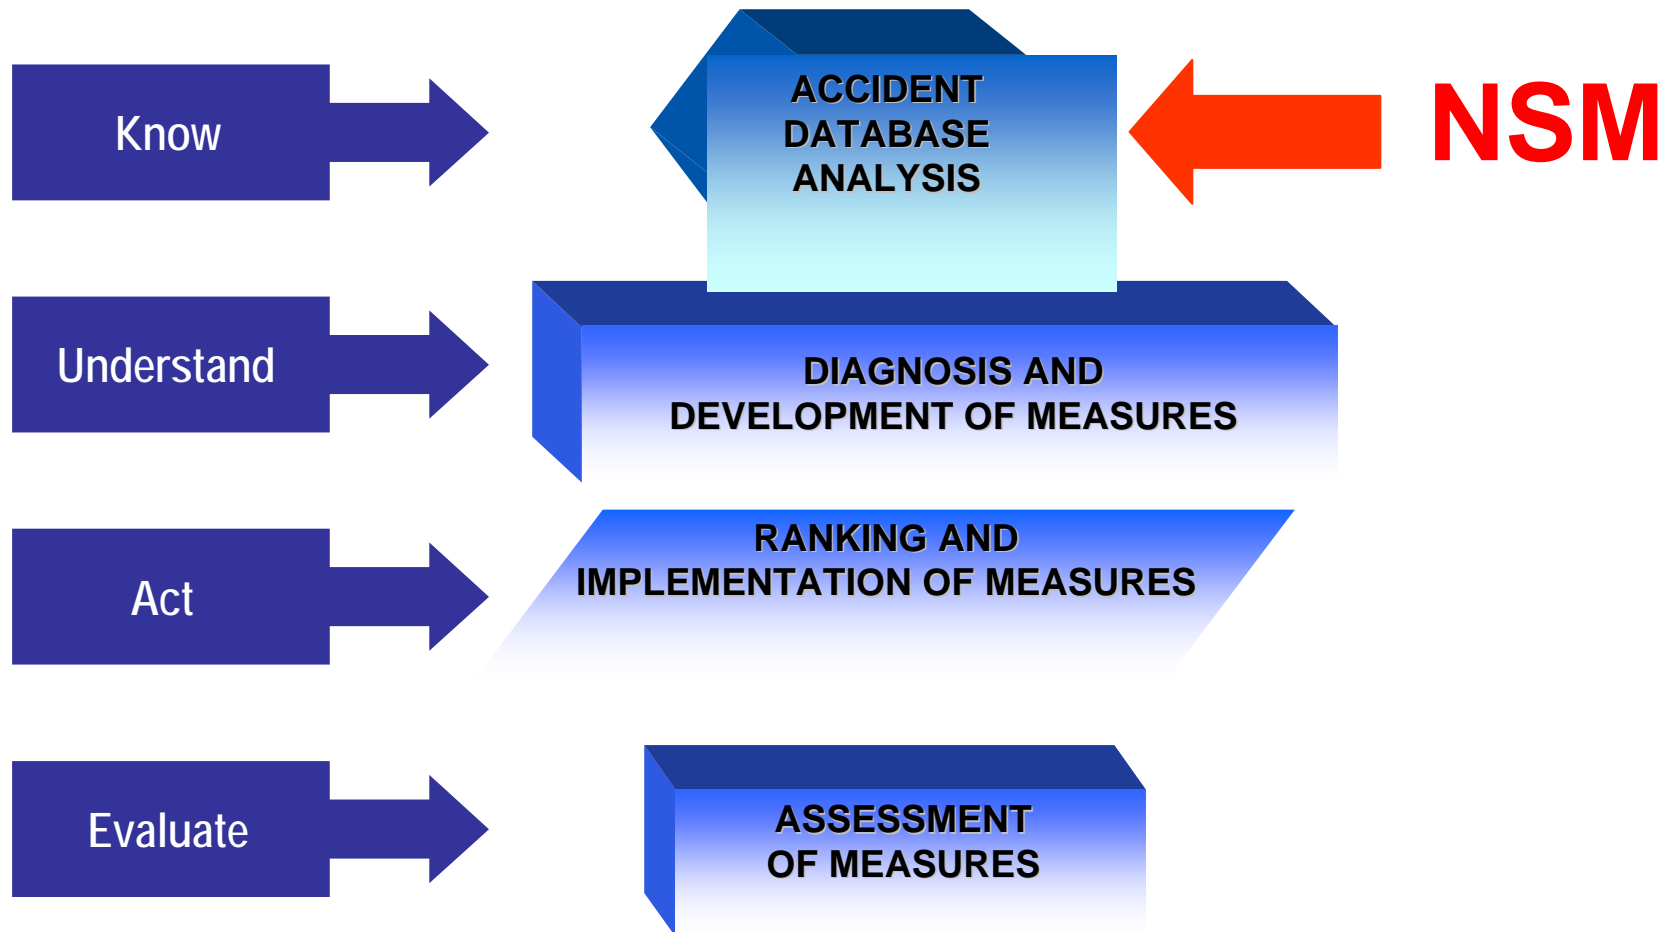 Know
ACCIDENT
DATABASE
ANALYSIS
NSM
Understand
DIAGNOSIS AND
DEVELOPMENT OF MEASURES
Act
RANKING AND
IMPLEMENTATION OF MEASURES
Evaluate
ASSESSMENT
OF MEASURES